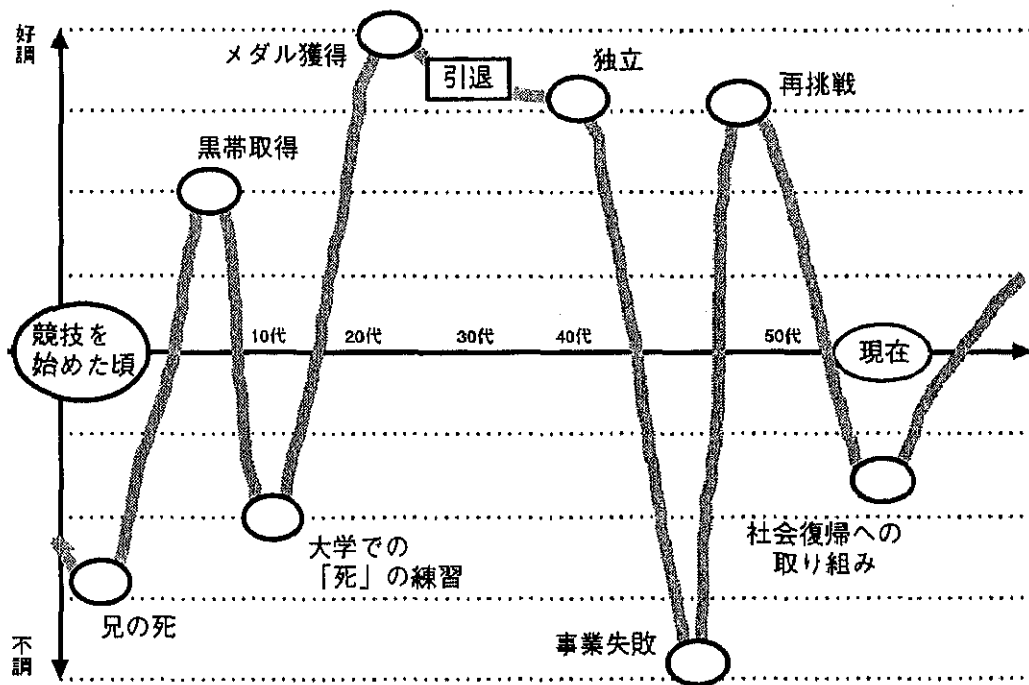 好調
メダル獲得
引退
独立
再挑戦
黒帯取得
競技を
始めた頃
10代
20代
30代
40代
50代
現在
大学での
「死」の練習
社会復帰への
取り組み
兄の死
事業失敗
不調